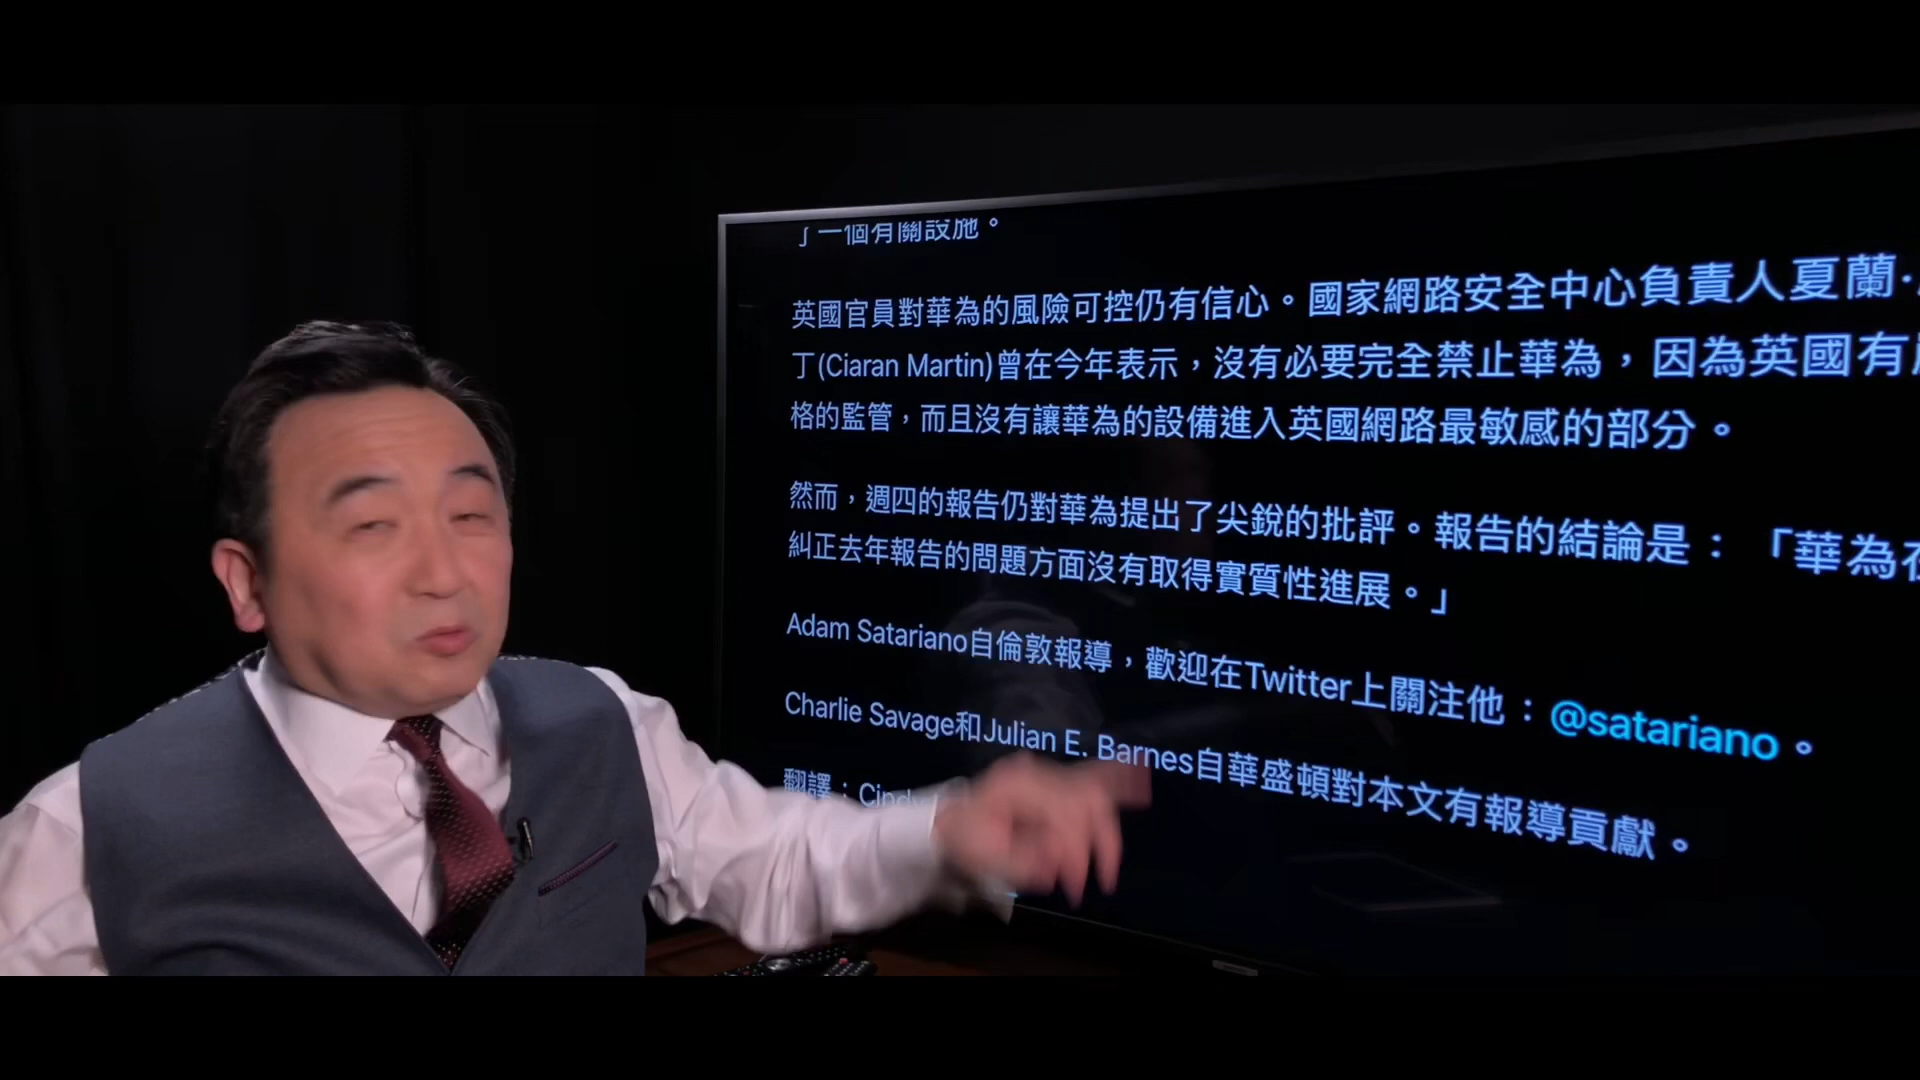 了一個有關設施。
英國官員對華為的風險可控仍有信心。國家網路安全中心負責人夏蘭·
丁(Ciaran Martin)曾在今年表示，沒有必要完全禁止華為，因為英國有
格的監管，而且沒有讓華為的設備進入英國網路最敏感的部分。
然而，週四的報告仍對華為提出了尖銳的批評。報告的結論是：「華為在
糾正去年報告的問題方面沒有取得實質性進展。」
Adam Satariano自倫敦報導，歡迎在Twitter上關注他：@satariano。
Charlie Savage和Julian E. Barnes自華盛頓對本文有報導貢獻。
翻譯：Cindy